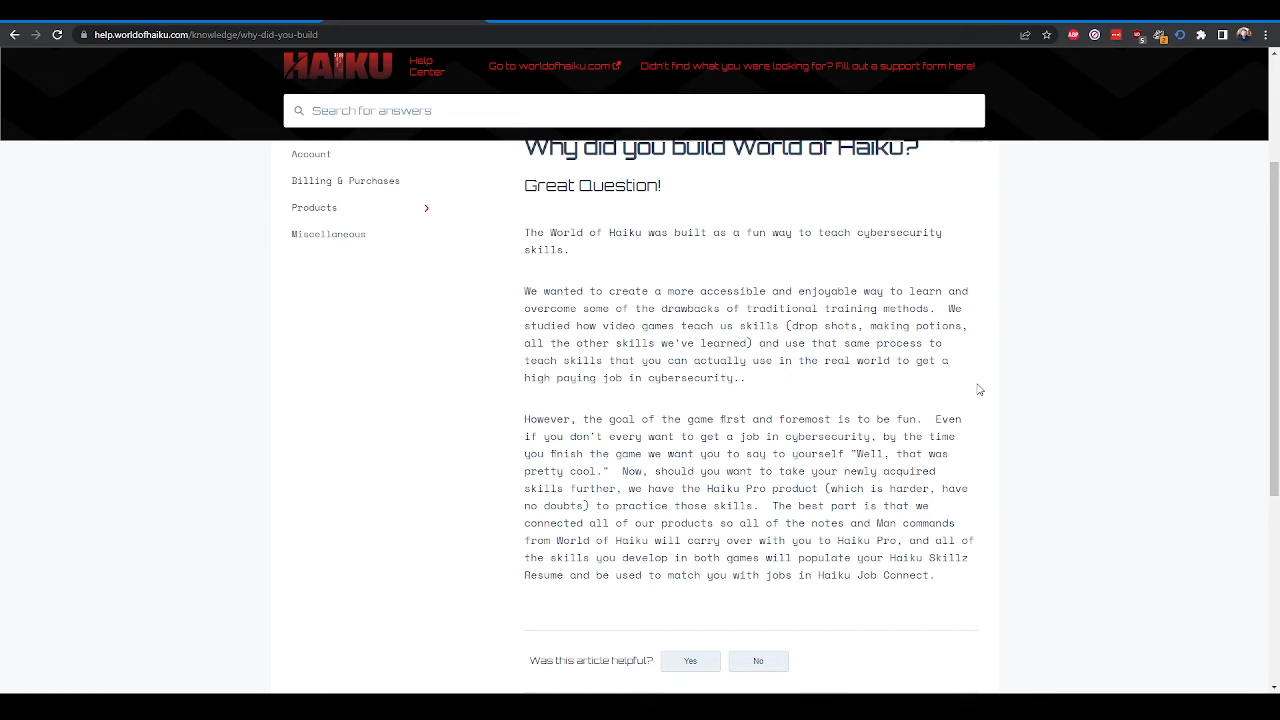 help.worldofhaiku.com/knowledge/why-did-you-build
HAIKU
Help
Center
Go to worldofhaiku.com
Didn't find what you were looking for? Fill out a support form here!
Search for answers
Account
Billing & Purchases
Products
Miscellaneous
Why did you build World of Haiku?
Great Question!
The World of Haiku was built as a fun way to teach cybersecurity
skills.
We wanted to create a more accessible and enjoyable way to learn and
overcome some of the drawbacks of traditional training methods. We
studied how video games teach us skills (drop shots, making potions,
all the other skills we've learned) and use that same process to
teach skills that you can actually use in the real world to get a
high paying job in cybersecurity..
However, the goal of the game first and foremost is to be fun. Even
if you don't every want to get a job in cybersecurity, by the time
you finish the game we want you to say to yourself "Well, that was
pretty cool." Now, should you want to take your newly acquired
skills further, we have the Haiku Pro product (which is harder, have
no doubts) to practice those skills. The best part is that we
connected all of our products so all of the notes and Man commands
from World of Haiku will carry over with you to Haiku Pro, and all of
the skills you develop in both games will populate your Haiku Skillz
Resume and be used to match you with jobs in Haiku Job Connect.
Was this article helpful?
Yes
No